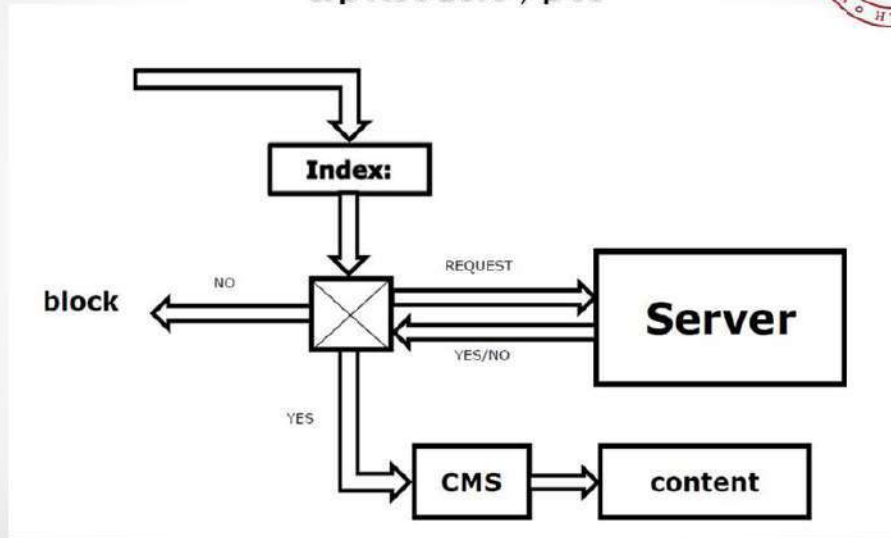 Index:
REQUEST
NO
block
Server
YES/NO
YES
CMS
content